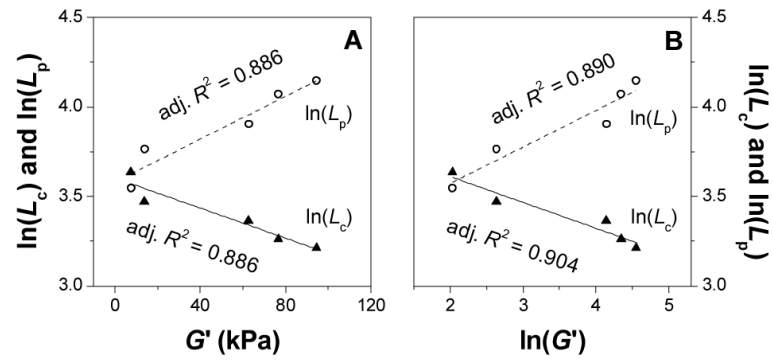 A
B
ln(Lc) and ln(Lp)
4.5
4.0
3.5
3.0
adj. R² = 0.886
ln(Lp)
ln(Lc)
adj. R² = 0.886
0
40
80
120
G' (kPa)
adj. R² = 0.890
ln(Lp)
ln(Lc)
adj. R² = 0.904
2
3
4
5
ln(G')
4.5
4.0
3.5
3.0
ln(Lc) and ln(Lp)